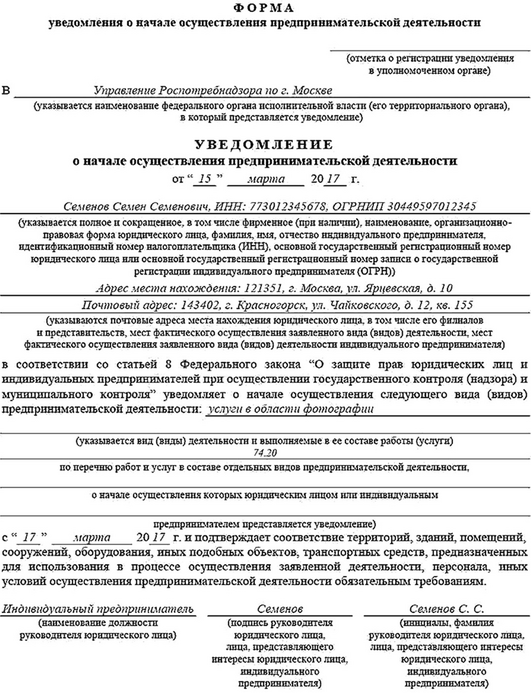 ФОРМА
уведомления о начале осуществления предпринимательской деятельности
(отметка о регистрации уведомления
в уполномоченном органе)
В Управление Роспотребнадзора по г. Москве
(указывается наименование федерального органа исполнительной власти (его территориального органа),
в который представляется уведомление)
УВЕДОМЛЕНИЕ
о начале осуществления предпринимательской деятельности
от “ 15 ” марта 20 17 г.
Семенов Семен Семенович, ИНН: 773012345678, ОГРНИП 30449597012345
(указывается полное и сокращенное, в том числе фирменное (при наличии), наименование, организационно-
правовая форма юридического лица, фамилия, имя, отчество индивидуального предпринимателя,
идентификационный номер налогоплательщика (ИНН), основной государственный регистрационный номер
юридического лица или основной государственный регистрационный номер записи о государственной
регистрации индивидуального предпринимателя (ОГРН))
Адрес места нахождения: 121351, г. Москва, ул. Ярцевская, д. 10
Почтовый адрес: 143402, г. Красногорск, ул. Чайковского, д. 12, кв. 155
(указываются почтовые адреса места нахождения юридического лица, в том числе его филиалов
и представительств, мест фактического осуществления заявленного вида (видов) деятельности, мест
фактического осуществления заявленного вида (видов) деятельности индивидуального предпринимателя)
в соответствии со статьей 8 Федерального закона “О защите прав юридических лиц и
индивидуальных предпринимателей при осуществлении государственного контроля (надзора) и
муниципального контроля” уведомляет о начале осуществления следующего вида (видов)
предпринимательской деятельности: услуги в области фотографии
(указывается вид (виды) деятельности и выполняемые в ее составе работы (услуги)
74.20
по перечню работ и услуг в составе отдельных видов предпринимательской деятельности,
о начале осуществления которых юридическим лицом или индивидуальным
предпринимателем представляется уведомление)
с “ 17 ” марта 20 17 г. и подтверждает соответствие территорий, зданий, помещений,
сооружений, оборудования, иных подобных объектов, транспортных средств, предназначенных
для использования в процессе осуществления заявленной деятельности, персонала, иных
условий осуществления предпринимательской деятельности обязательным требованиям.
Индивидуальный предприниматель Семенов Семенов С. С.
(наименование должности
руководителя юридического лица)
(подпись руководителя
юридического лица,
лица, представляющего
интересы юридического лица,
индивидуального
предпринимателя)
(инициалы, фамилия
руководителя юридического лица,
лица, представляющего интересы
юридического лица,
индивидуального
предпринимателя)